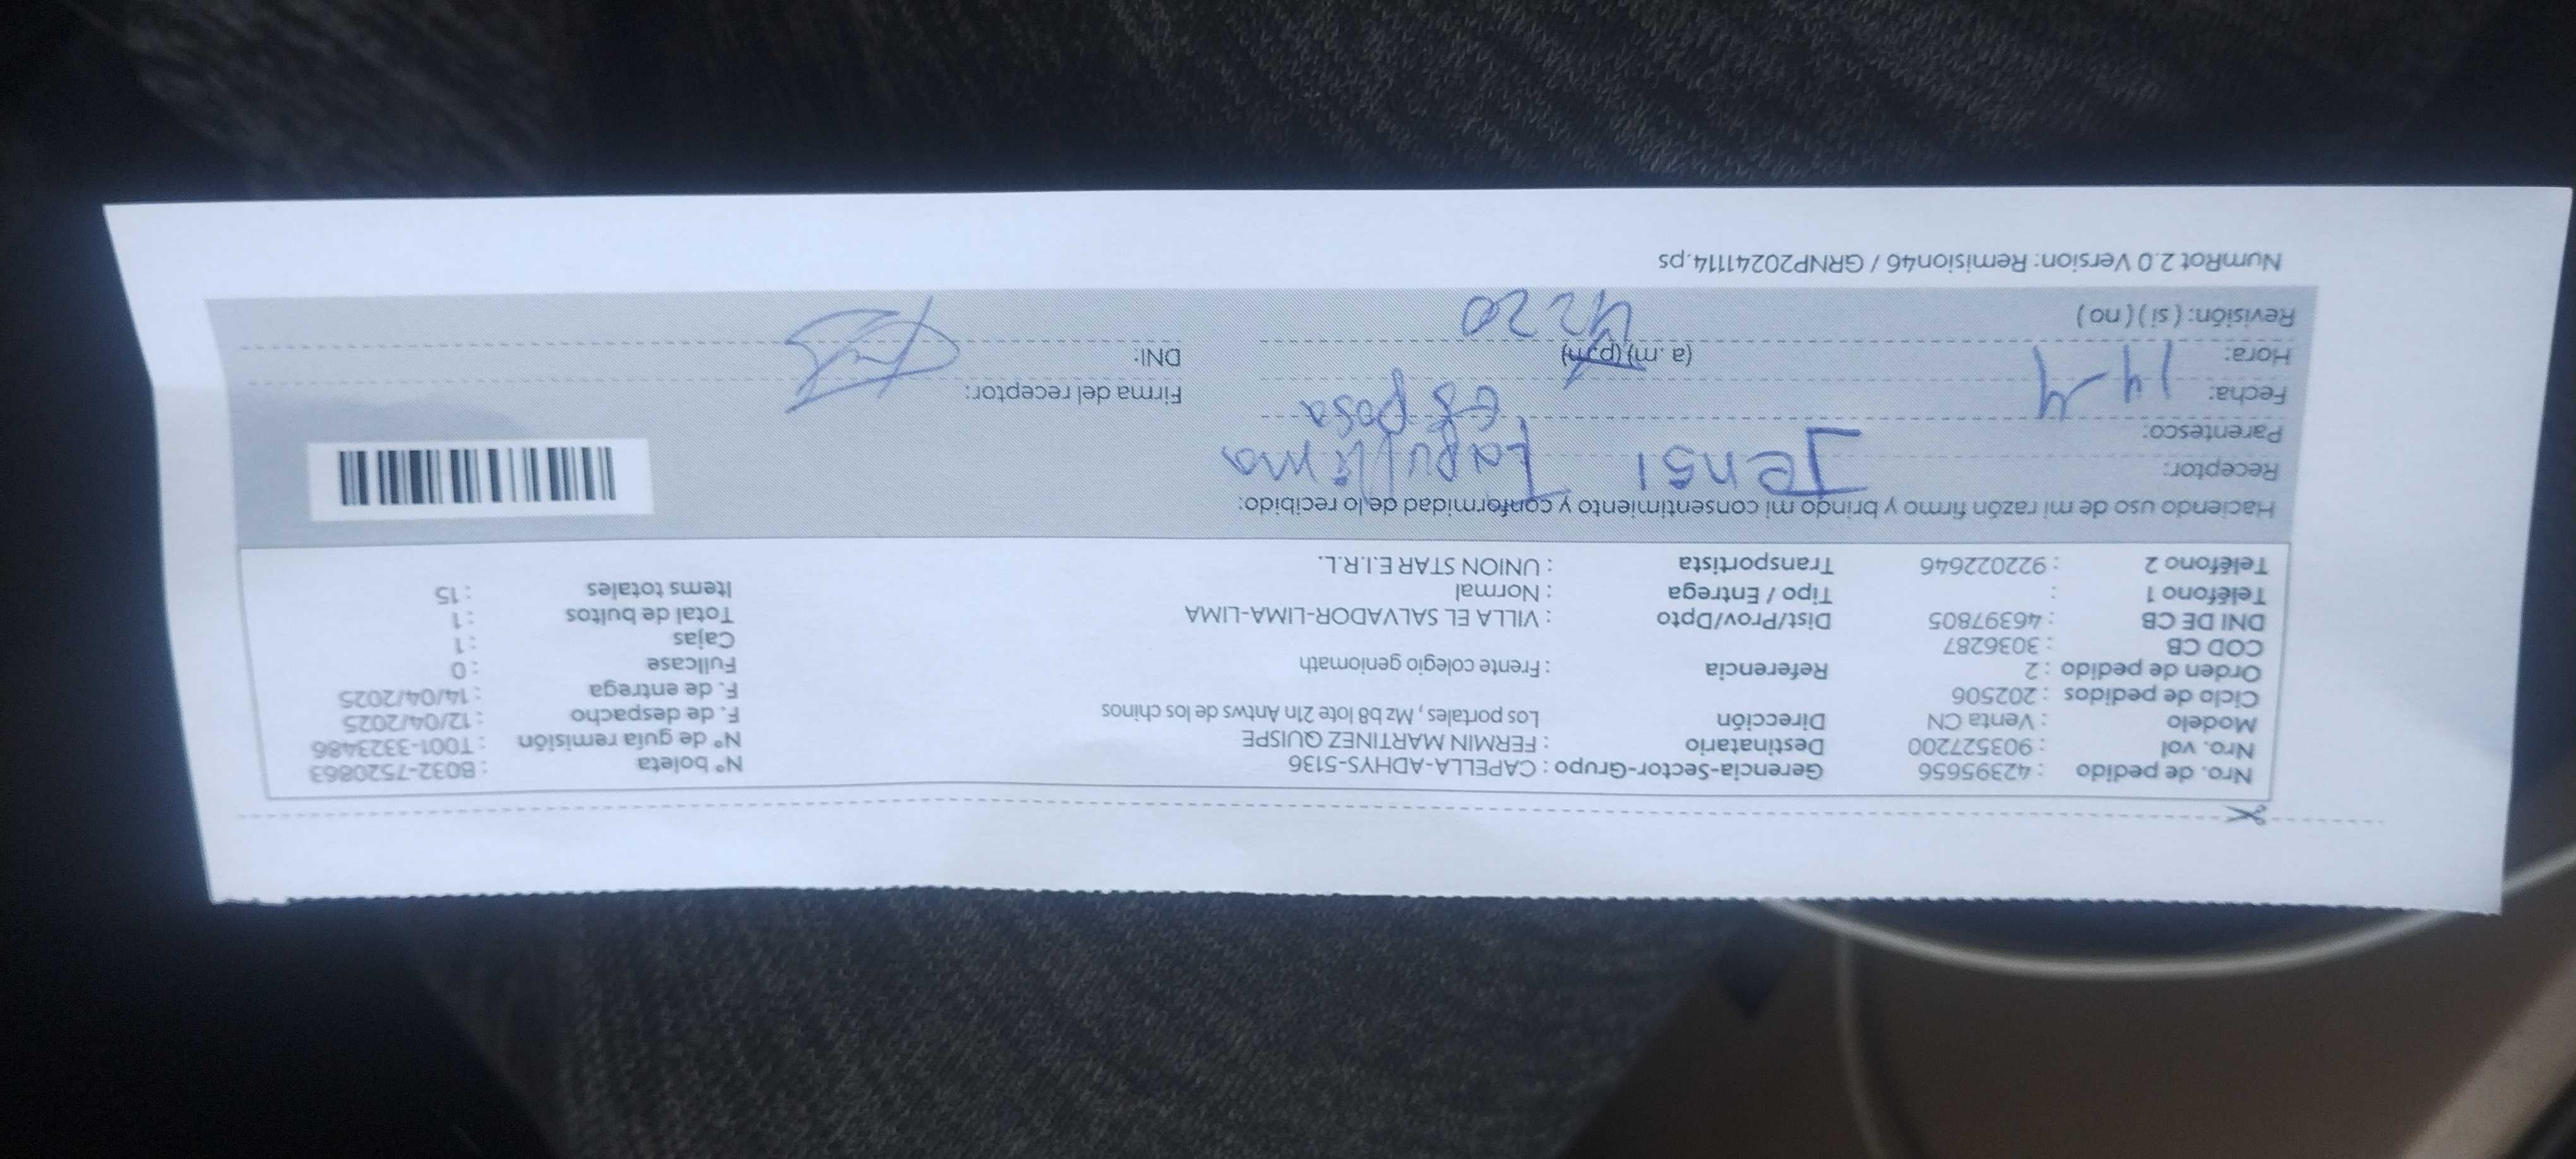 Nro. de pedido : 42395656 Gerencia-Sector-Grupo : CAPELLA-ADHYS-5136 Nº boleta : B032-7520863
Nro. vol : 903527200 Destinatario : FERMIN MARTINEZ QUISPE Nº de guía remisión : T001-3323486
Modelo : Venta CN Dirección Los portales , Mz b8 lote 21n Antws de los chinos F. de despacho : 12/04/2025
Ciclo de pedidos : 202506 F. de entrega : 14/04/2025
Orden de pedido : 2 Referencia : Frente colegio geniomath Fullcase : 0
COD CB : 3036287 Cajas : 1
DNI DE CB : 46397805 Dist/Prov/Dpto : VILLA EL SALVADOR-LIMA-LIMA Total de bultos : 1
Teléfono 1 : Tipo / Entrega : Normal Items totales : 15
Teléfono 2 : 922022646 Transportista : UNION STAR E.I.R.L.
Haciendo uso de mi razón firmo y brindo mi consentimiento y conformidad de lo recibido:
Receptor: Jensi
Parentesco: esposa
Fecha: 14-4 Firma del receptor:
Hora: (a. m) (p. m) DNI:
Revisión: ( si ) ( no )
NumRot 2.0 Version: Remision46 / GRNP20241114.ps